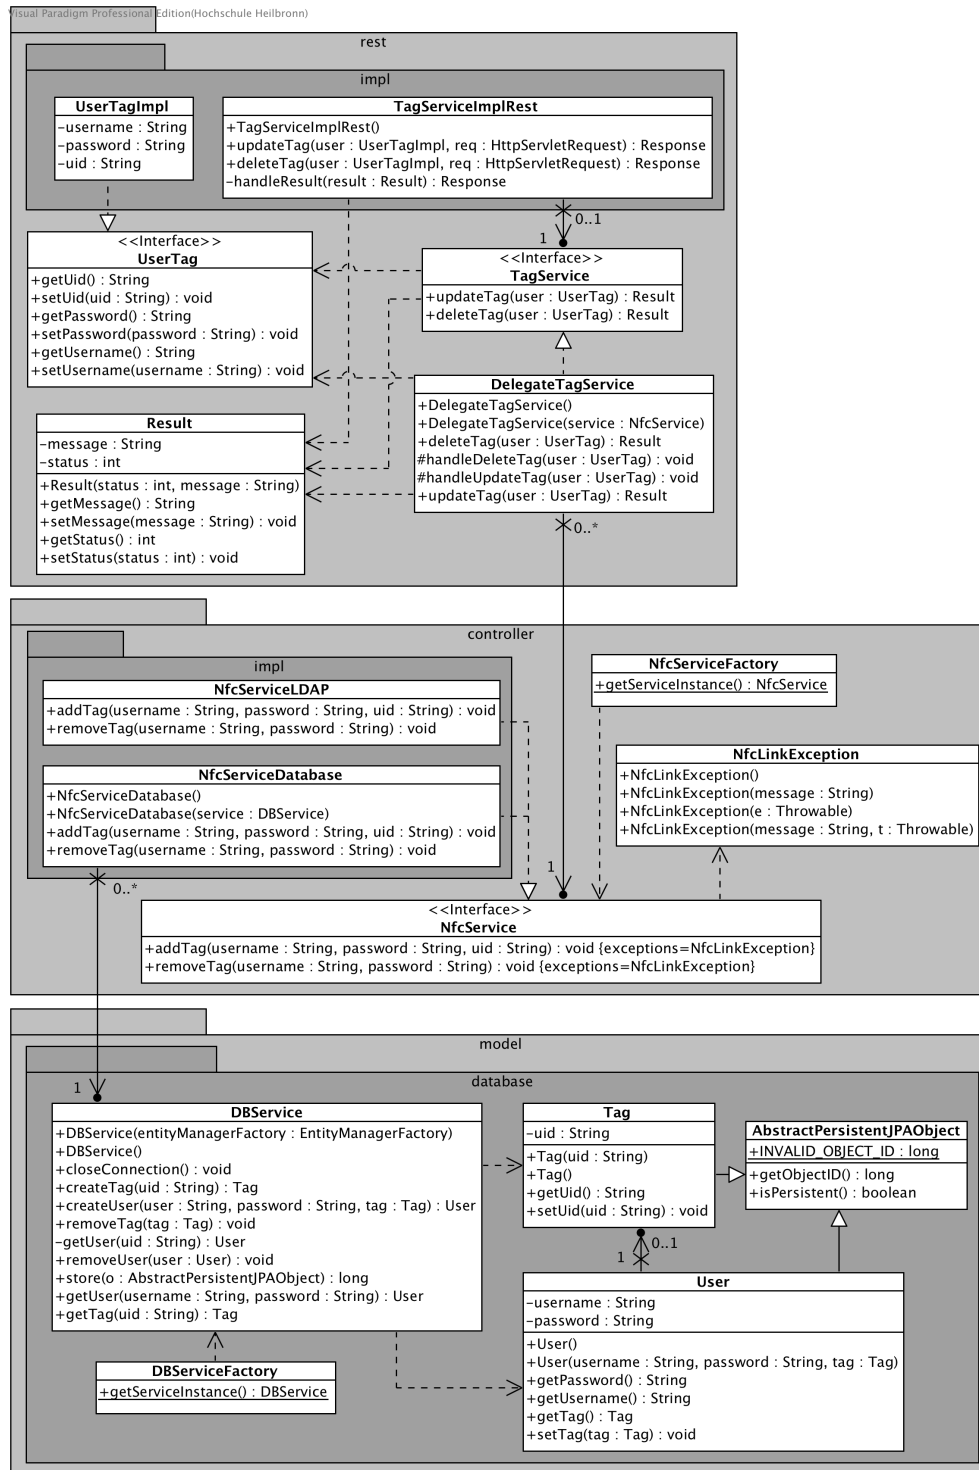 Visual Paradigm Professional Edition(Hochschule Heilbronn)
rest
impl
UserTagImpl
-username : String
-password : String
-uid : String
TagServiceImplRest
+TagServiceImplRest()
+updateTag(user : UserTagImpl, req : HttpServletRequest) : Response
+deleteTag(user : UserTagImpl, req : HttpServletRequest) : Response
-handleResult(result : Result) : Response
0..1
1
<<Interface>>
UserTag
+getUid() : String
+setUid(uid : String) : void
+getPassword() : String
+setPassword(password : String) : void
+getUsername() : String
+setUsername(username : String) : void
<<Interface>>
TagService
+updateTag(user : UserTag) : Result
+deleteTag(user : UserTag) : Result
DelegateTagService
+DelegateTagService()
+DelegateTagService(service : NfcService)
+deleteTag(user : UserTag) : Result
#handleDeleteTag(user : UserTag) : void
#handleUpdateTag(user : UserTag) : void
+updateTag(user : UserTag) : Result
Result
-message : String
-status : int
+Result(status : int, message : String)
+getMessage() : String
+setMessage(message : String) : void
+getStatus() : int
+setStatus(status : int) : void
0..*
controller
impl
NfcServiceLDAP
+addTag(username : String, password : String, uid : String) : void
+removeTag(username : String, password : String) : void
NfcServiceDatabase
+NfcServiceDatabase()
+NfcServiceDatabase(service : DBService)
+addTag(username : String, password : String, uid : String) : void
+removeTag(username : String, password : String) : void
NfcServiceFactory
+getServiceInstance() : NfcService
NfcLinkException
+NfcLinkException()
+NfcLinkException(message : String)
+NfcLinkException(e : Throwable)
+NfcLinkException(message : String, t : Throwable)
1
0..*
<<Interface>>
NfcService
+addTag(username : String, password : String, uid : String) : void {exceptions=NfcLinkException}
+removeTag(username : String, password : String) : void {exceptions=NfcLinkException}
model
database
1
DBService
+DBService(entityManagerFactory : EntityManagerFactory)
+DBService()
+closeConnection() : void
+createTag(uid : String) : Tag
+createUser(user : String, password : String, tag : Tag) : User
+removeTag(tag : Tag) : void
-getUser(uid : String) : User
+removeUser(user : User) : void
+store(o : AbstractPersistentJPAObject) : long
+getUser(username : String, password : String) : User
+getTag(uid : String) : Tag
Tag
-uid : String
+Tag(uid : String)
+Tag()
+getUid() : String
+setUid(uid : String) : void
AbstractPersistentJPAObject
+INVALID_OBJECT_ID : long
+getObjectID() : long
+isPersistent() : boolean
0..1
1
User
-username : String
-password : String
+User()
+User(username : String, password : String, tag : Tag)
+getPassword() : String
+getUsername() : String
+getTag() : Tag
+setTag(tag : Tag) : void
DBServiceFactory
+getServiceInstance() : DBService